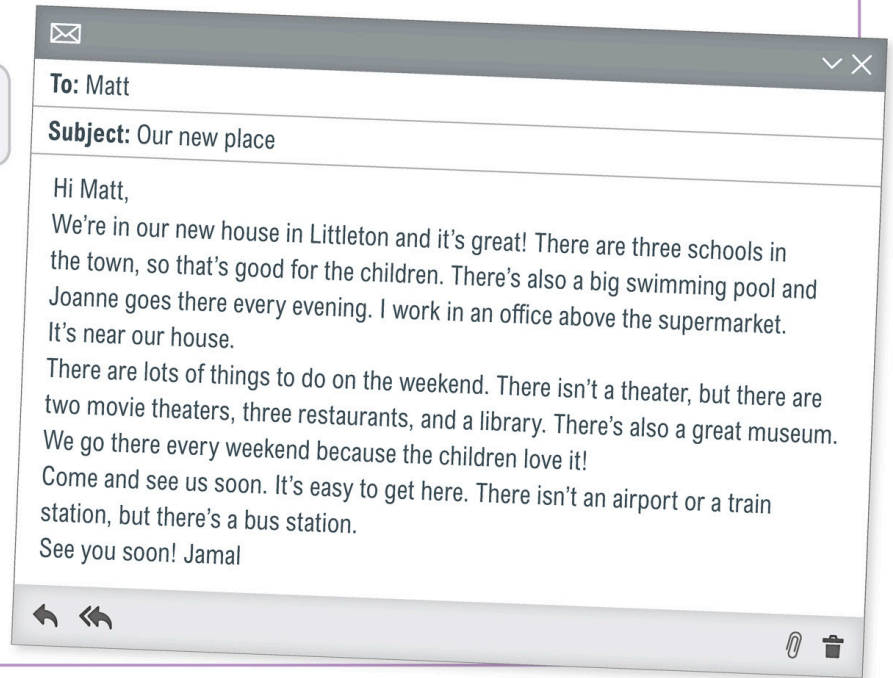 To: Matt
Subject: Our new place
Hi Matt,
We're in our new house in Littleton and it's great! There are three schools in
the town, so that's good for the children. There's also a big swimming pool and
Joanne goes there every evening. I work in an office above the supermarket.
It's near our house.
There are lots of things to do on the weekend. There isn't a theater, but there are
two movie theaters, three restaurants, and a library. There's also a great museum.
We go there every weekend because the children love it!
Come and see us soon. It's easy to get here. There isn't an airport or a train
station, but there's a bus station.
See you soon! Jamal